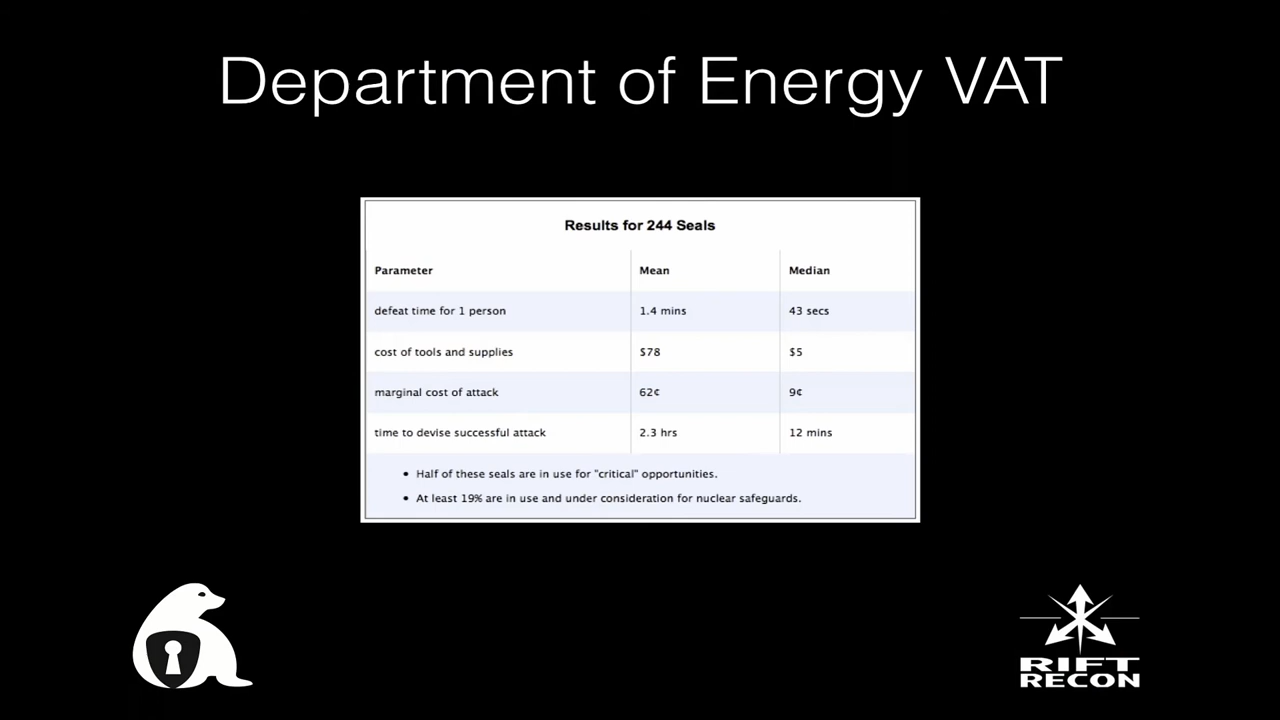 Department of Energy VAT
Results for 244 Seals
Parameter Mean Median
defeat time for 1 person 1.4 mins 43 secs
cost of tools and supplies $78 $5
marginal cost of attack 62¢ 9¢
time to devise successful attack 2.3 hrs 12 mins
• Half of these seals are in use for "critical" opportunities.
• At least 19% are in use and under consideration for nuclear safeguards.
RIFT
RECON